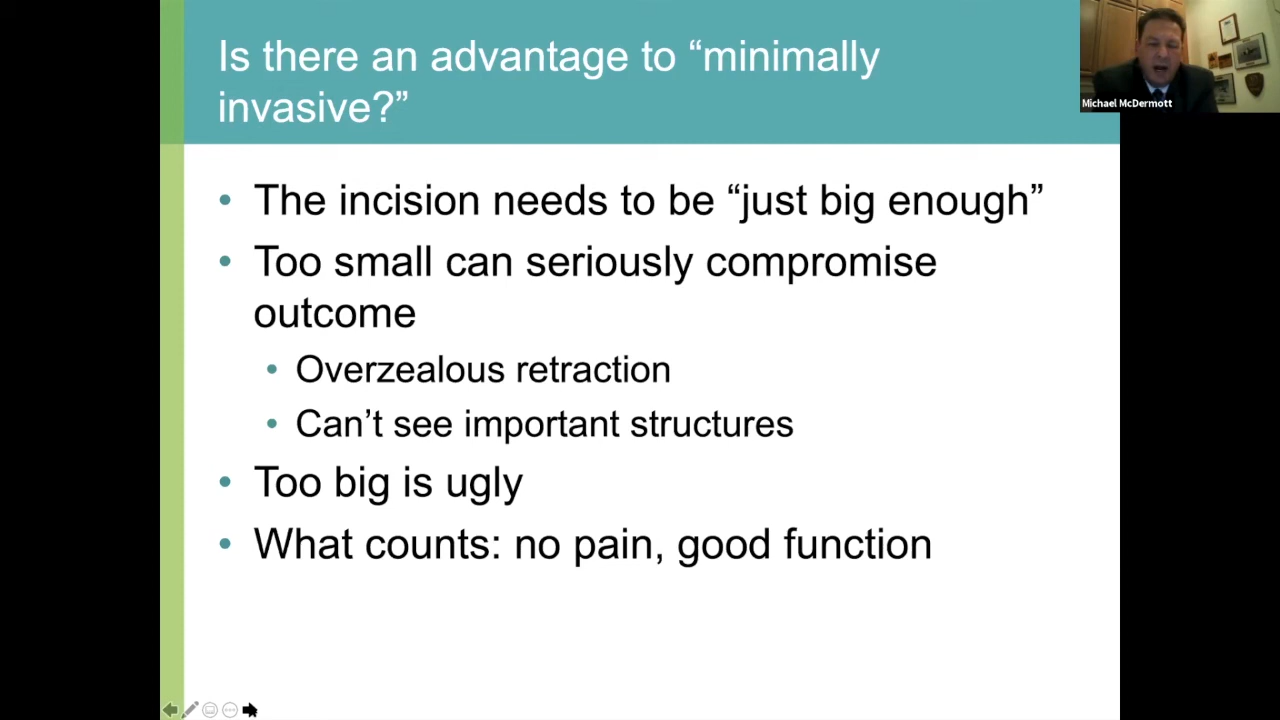 Is there an advantage to “minimally
invasive?”
Michael McDermott
• The incision needs to be “just big enough”
• Too small can seriously compromise
outcome
• Overzealous retraction
• Can’t see important structures
• Too big is ugly
• What counts: no pain, good function